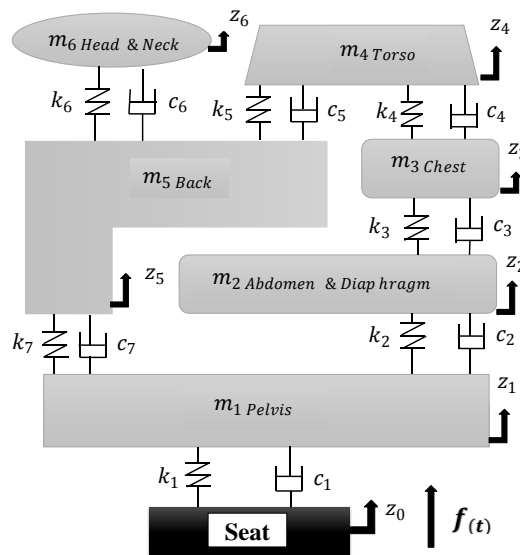 z6
z4
m6 Head & Neck
m4 Torso
k6
c6
k5
c5
k4
c4
m5 Back
m3 Chest
k3
c3
z2
m2 Abdomen & Diap hragm
z5
k7
c7
k2
c2
z1
m1 Pelvis
k1
c1
z0
Seat
f(t)